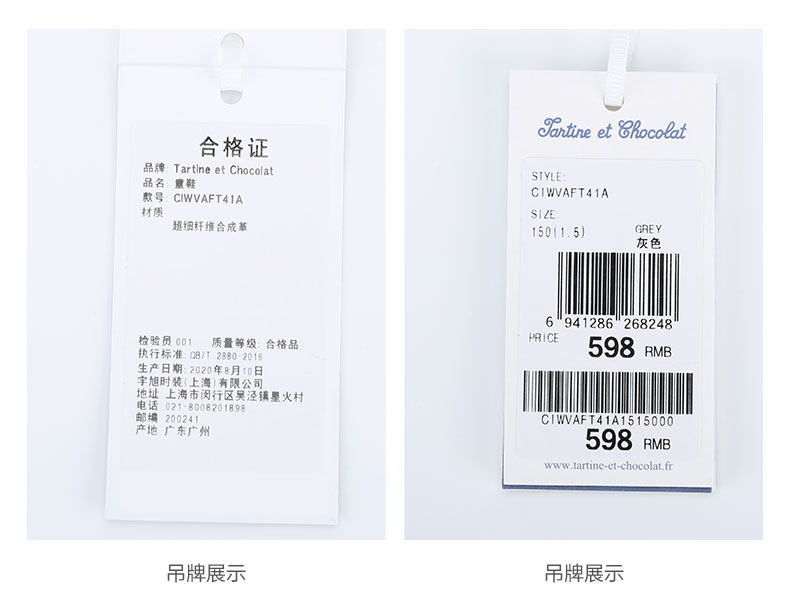 合格证
品牌 Tartine et Chocolat
品名 童鞋
款号: CIWVAFT41A
材质
超细纤维合成革
检验员 001 质量等级: 合格品
执行标准: QB/T 2880-2016
生产日期: 2020年8月10日
宇旭时装(上海)有限公司
地址 上海市闵行区吴泾镇星火村
电话 021-8008201898
邮编 200241
产地 广东广州
Tartine et Chocolat
STYLE:
CIWVAFT41A
SIZE:
150(1.5) GREY
灰色
6 941286 268248
PRICE 598 RMB
CIWVAFT41A1515000
598 RMB
www.tartine-et-chocolat.fr
吊牌展示
吊牌展示